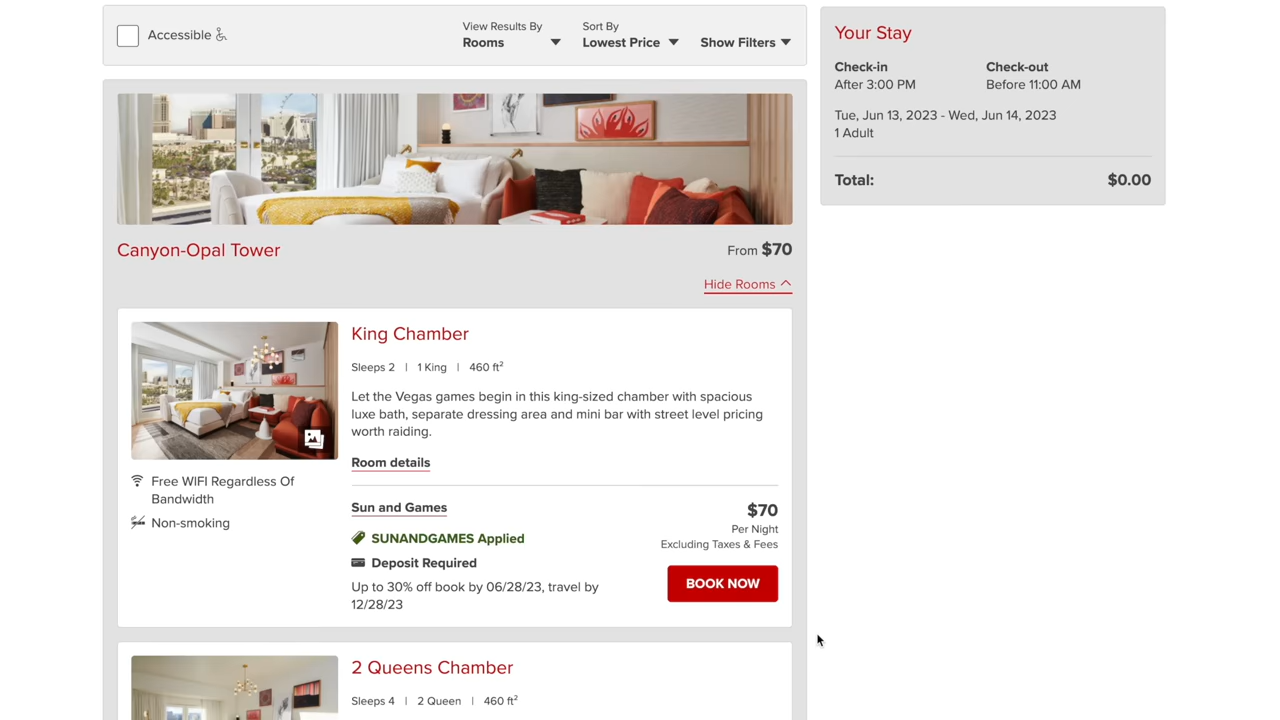 Accessible
View Results By
Rooms
Sort By
Lowest Price
Show Filters
Your Stay
Check-in
After 3:00 PM
Check-out
Before 11:00 AM
Tue, Jun 13, 2023 - Wed, Jun 14, 2023
1 Adult
Total: $0.00
Canyon-Opal Tower
From $70
Hide Rooms
King Chamber
Sleeps 2 | 1 King | 460 ft²
Let the Vegas games begin in this king-sized chamber with spacious
luxe bath, separate dressing area and mini bar with street level pricing
worth raiding.
Room details
Free WIFI Regardless Of
Bandwidth
Non-smoking
Sun and Games
SUNANDGAMES Applied
Deposit Required
Up to 30% off book by 06/28/23, travel by
12/28/23
$70
Per Night
Excluding Taxes & Fees
BOOK NOW
2 Queens Chamber
Sleeps 4 | 2 Queen | 460 ft²